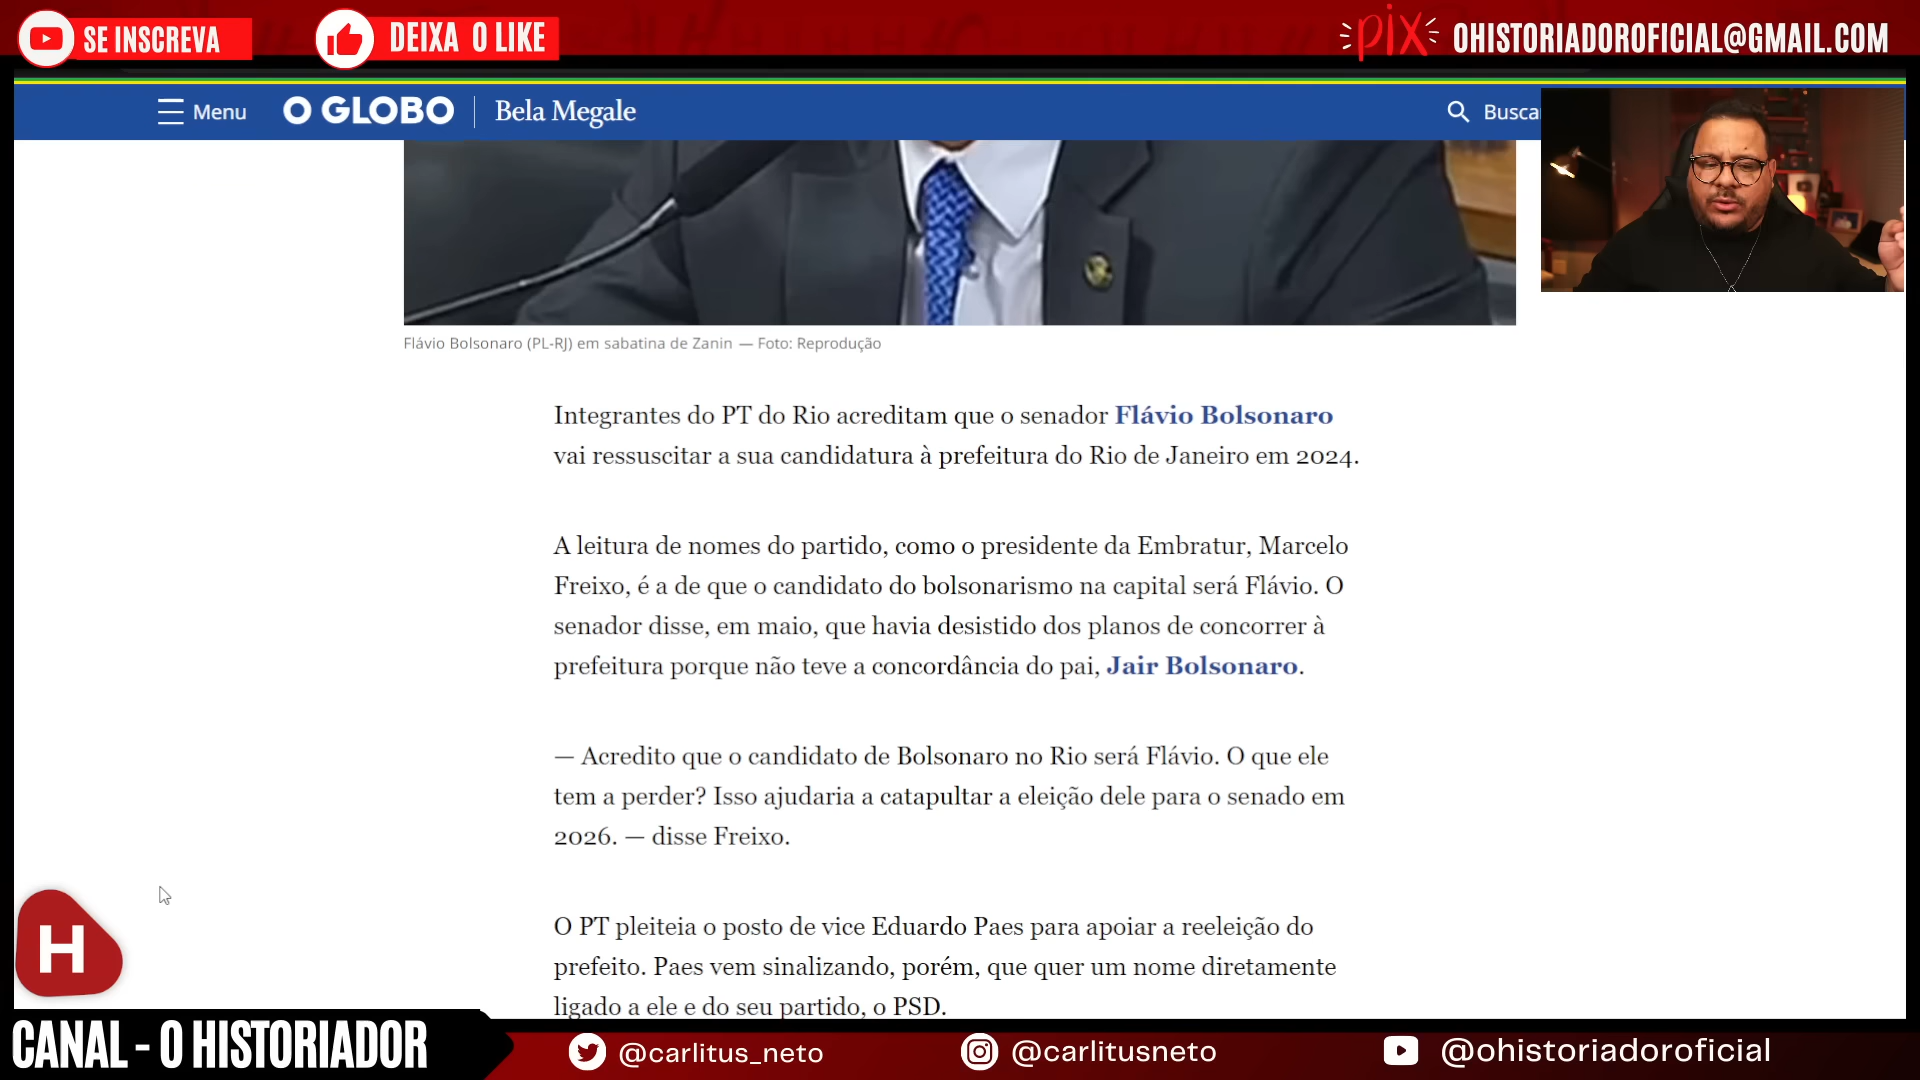 SE INSCREVA
DEIXA O LIKE
PIX
OHISTORIADOROFICIAL@GMAIL.COM
Menu
O GLOBO
Bela Megale
Busca
Flávio Bolsonaro (PL-RJ) em sabatina de Zanin — Foto: Reprodução
Integrantes do PT do Rio acreditam que o senador Flávio Bolsonaro
vai ressuscitar a sua candidatura à prefeitura do Rio de Janeiro em 2024.
A leitura de nomes do partido, como o presidente da Embratur, Marcelo
Freixo, é a de que o candidato do bolsonarismo na capital será Flávio. O
senador disse, em maio, que havia desistido dos planos de concorrer à
prefeitura porque não teve a concordância do pai, Jair Bolsonaro.
— Acredito que o candidato de Bolsonaro no Rio será Flávio. O que ele
tem a perder? Isso ajudaria a catapultar a eleição dele para o senado em
2026. — disse Freixo.
O PT pleiteia o posto de vice Eduardo Paes para apoiar a reeleição do
prefeito. Paes vem sinalizando, porém, que quer um nome diretamente
ligado a ele e do seu partido, o PSD.
H
CANAL - O HISTORIADOR
@carlitus_neto
@carlitusneto
@ohistoriadoroficial